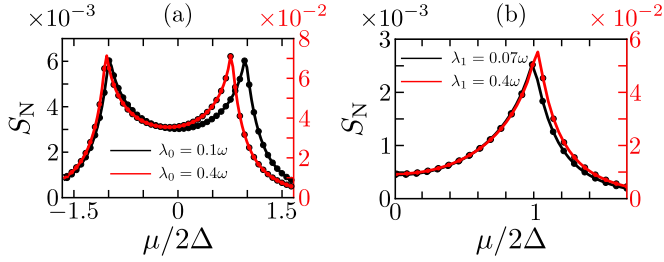 ×10⁻³ (a) ×10⁻²
8
6
6
4
4
2
2
0
0
S_N
λ₀ = 0.1ω
λ₀ = 0.4ω
−1.5 0 1.5
μ/2Δ
×10⁻³ (b) ×10⁻²
3
6
2
4
1
2
0
0
S_N
λ₁ = 0.07ω
λ₁ = 0.4ω
0 1
μ/2Δ